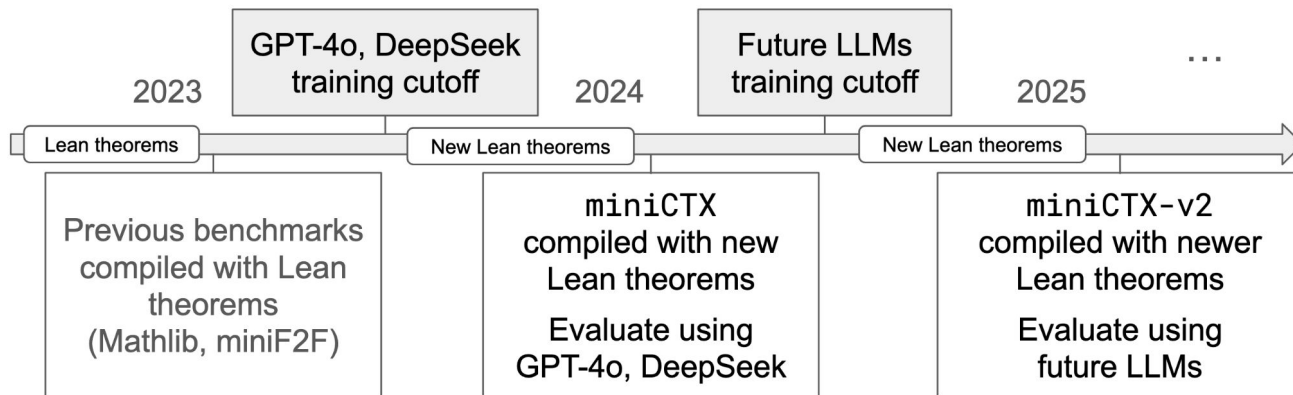 GPT-4o, DeepSeek
training cutoff
Future LLMs
training cutoff
...
2023
2024
2025
Lean theorems
New Lean theorems
New Lean theorems
Previous benchmarks
compiled with Lean
theorems
(Mathlib, miniF2F)
miniCTX
compiled with new
Lean theorems
Evaluate using
GPT-4o, DeepSeek
miniCTX-v2
compiled with newer
Lean theorems
Evaluate using
future LLMs